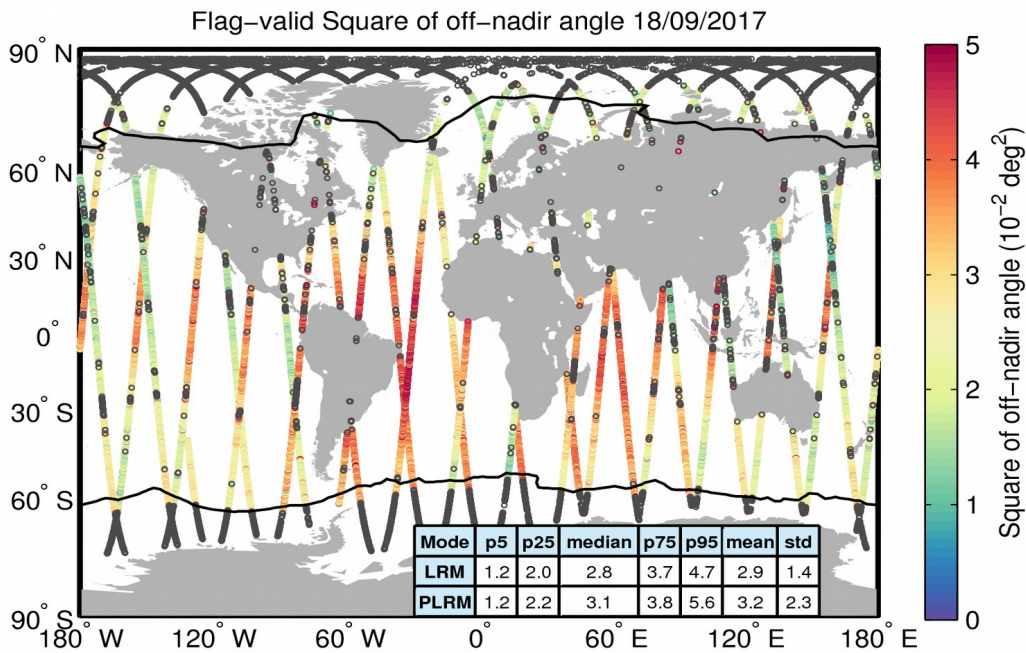 Flag−valid Square of off−nadir angle 18/09/2017
90° N
60° N
30° N
0°
30° S
60° S
90° S
180° W
120° W
60° W
0°
60° E
120° E
180° E
Mode p5 p25 median p75 p95 mean std
LRM 1.2 2.0 2.8 3.7 4.7 2.9 1.4
PLRM 1.2 2.2 3.1 3.8 5.6 3.2 2.3
5
4
3
2
1
0
Square of off−nadir angle (10⁻² deg²)